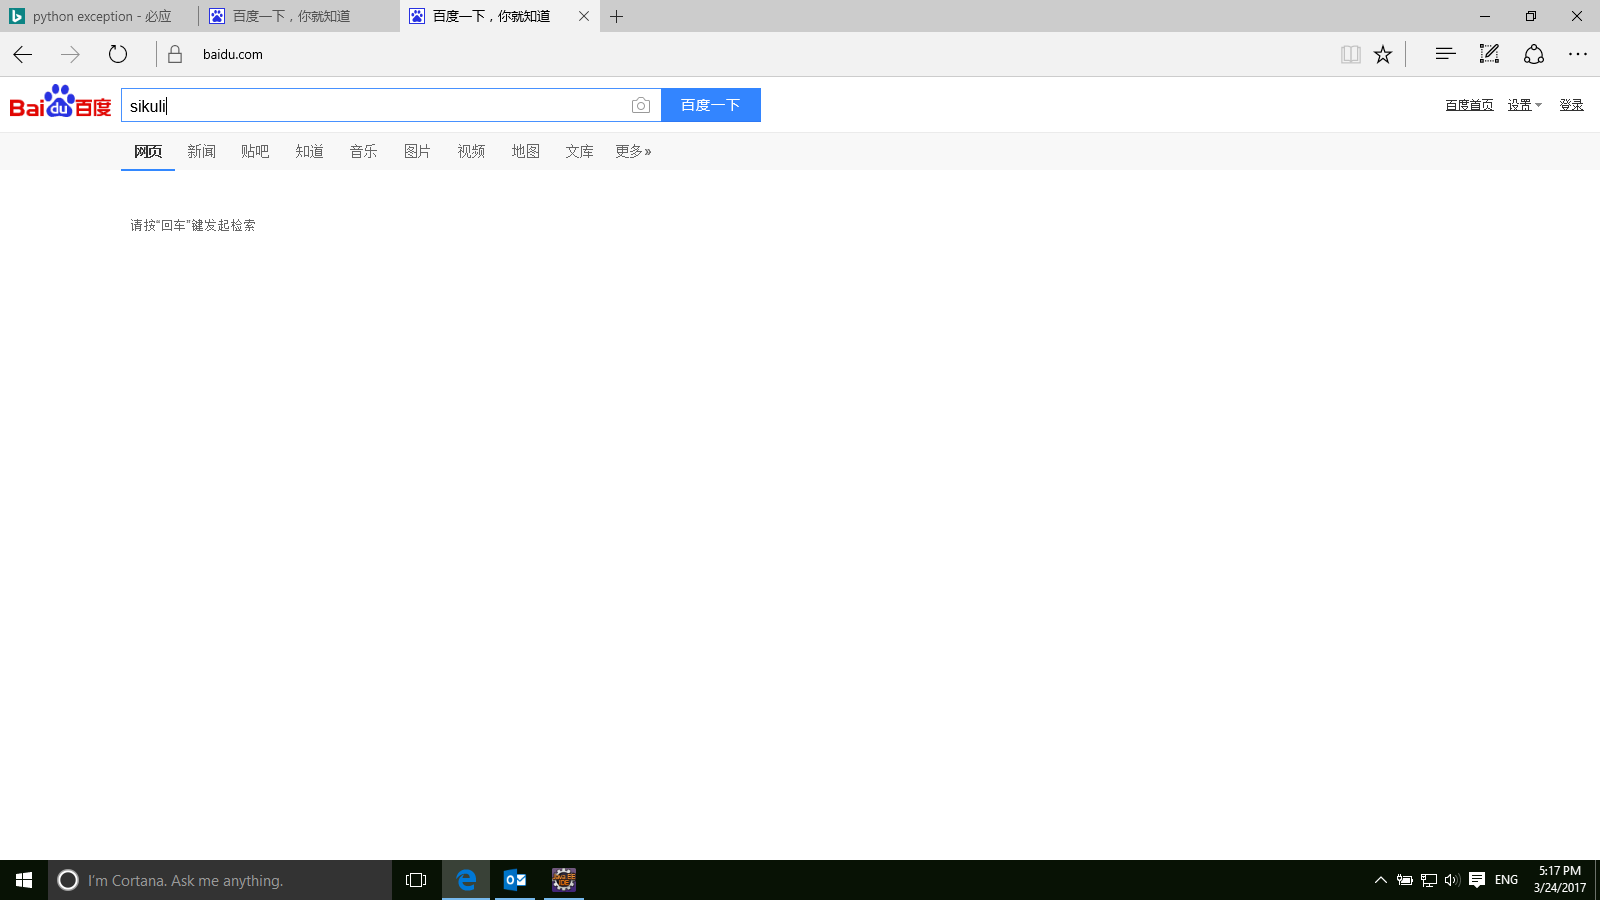 python exception - 必应
百度一下，你就知道
百度一下，你就知道
baidu.com
Bai du 百度
sikuli
百度一下
百度首页 设置 登录
网页 新闻 贴吧 知道 音乐 图片 视频 地图 文库 更多»
请按“回车”键发起检索
I'm Cortana. Ask me anything.
ENG
5:17 PM
3/24/2017